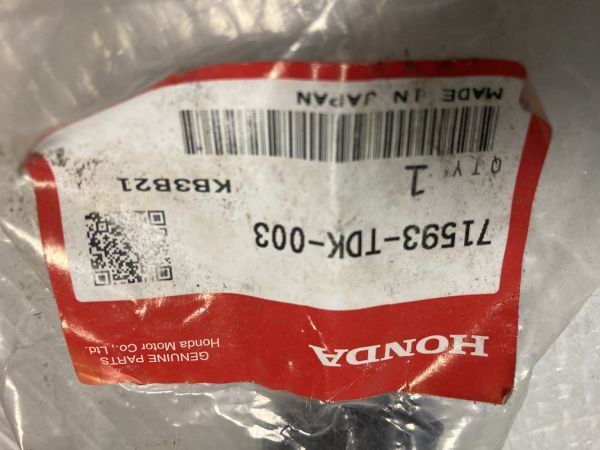 HONDA
GENUINE PARTS
Honda Motor Co., Ltd.
71593-TDK-003
QTY 1
KB3B21
MADE IN JAPAN